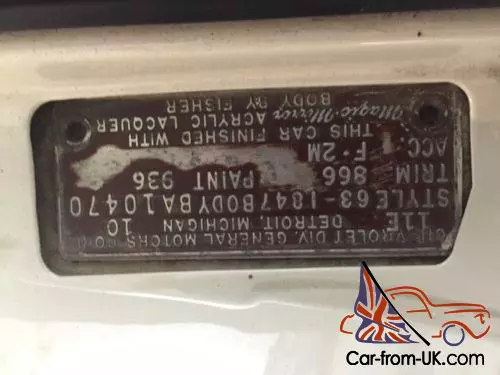 CHEVROLET DIV. GENERAL MOTORS
DETROIT, MICHIGAN
11E 10
STYLE 63-1847 BODY BA10470
TRIM 866 PAINT 936
ACC. F·2M
THIS CAR FINISHED WITH
Magic-Mirror ACRYLIC LACQUER
BODY BY FISHER
Car-from-UK.com